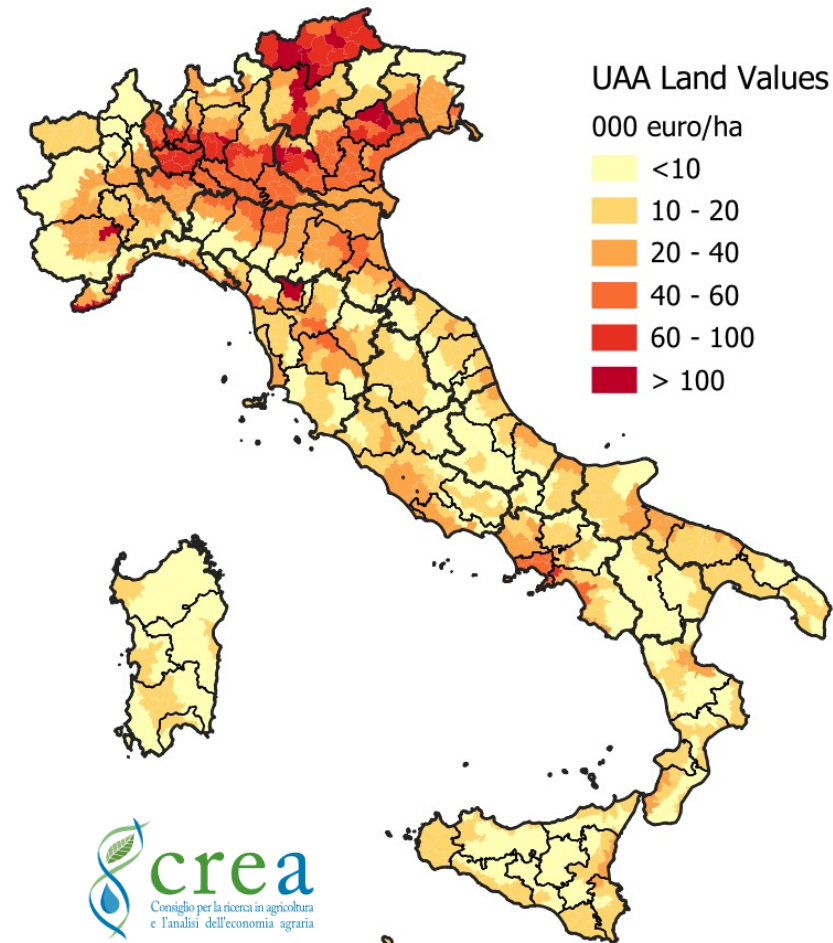 UAA Land Values
000 euro/ha
<10
10 - 20
20 - 40
40 - 60
60 - 100
> 100
crea
Consiglio per la ricerca in agricoltura
e l'analisi dell'economia agraria